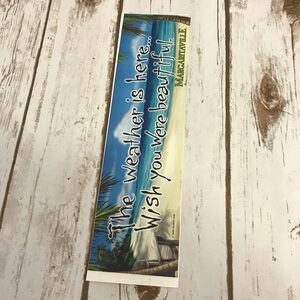 The weather is here...
Wish you were beautiful.
MARGARITAVILLE